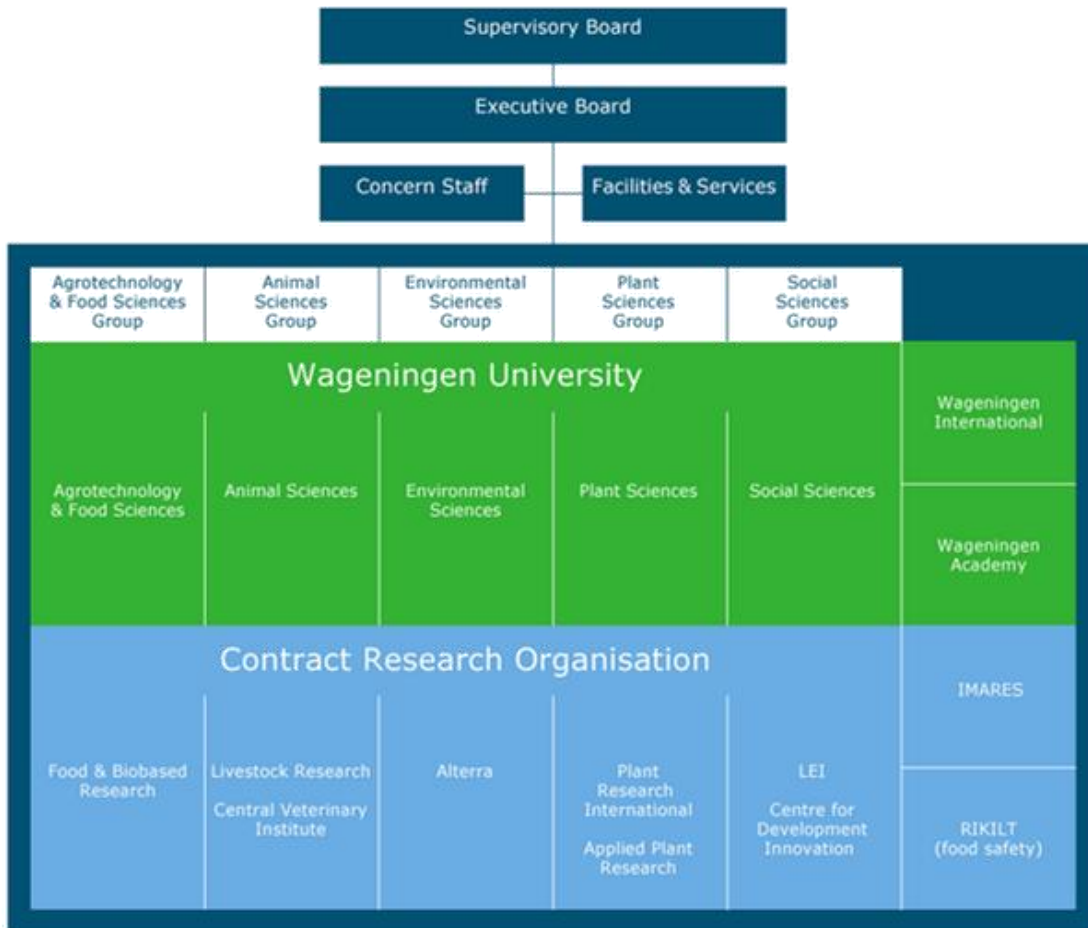 Supervisory Board
Executive Board
Concern Staff
Facilities & Services
Agrotechnology
& Food Sciences
Group
Animal
Sciences
Group
Environmental
Sciences
Group
Plant
Sciences
Group
Social
Sciences
Group
Wageningen University
Agrotechnology
& Food Sciences
Animal Sciences
Environmental
Sciences
Plant Sciences
Social Sciences
Wageningen
International
Wageningen
Academy
Contract Research Organisation
Food & Biobased
Research
Livestock Research
Central Veterinary
Institute
Alterra
Plant
Research
International
Applied Plant
Research
LEI
Centre for
Development
Innovation
IMARES
RIKILT
(food safety)